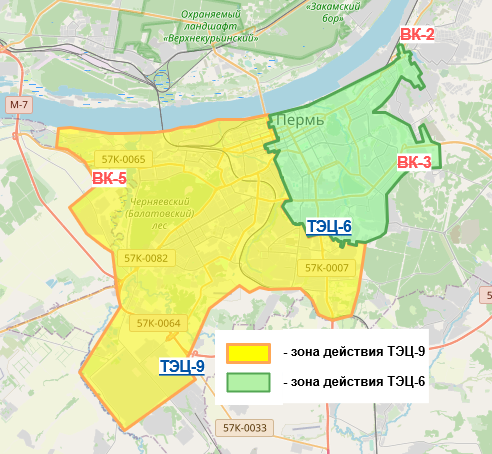 Охраняемый
ландшафт
«Верхнекурьинский»
«Закамский
бор»
ВК-2
М-7
Пермь
57К-0065
ВК-5
ВК-3
Черняевский
(Балатовский)
лес
ТЭЦ-6
57К-0082
57К-0007
57К-0064
- зона действия ТЭЦ-9
ТЭЦ-9
- зона действия ТЭЦ-6
57К-0033